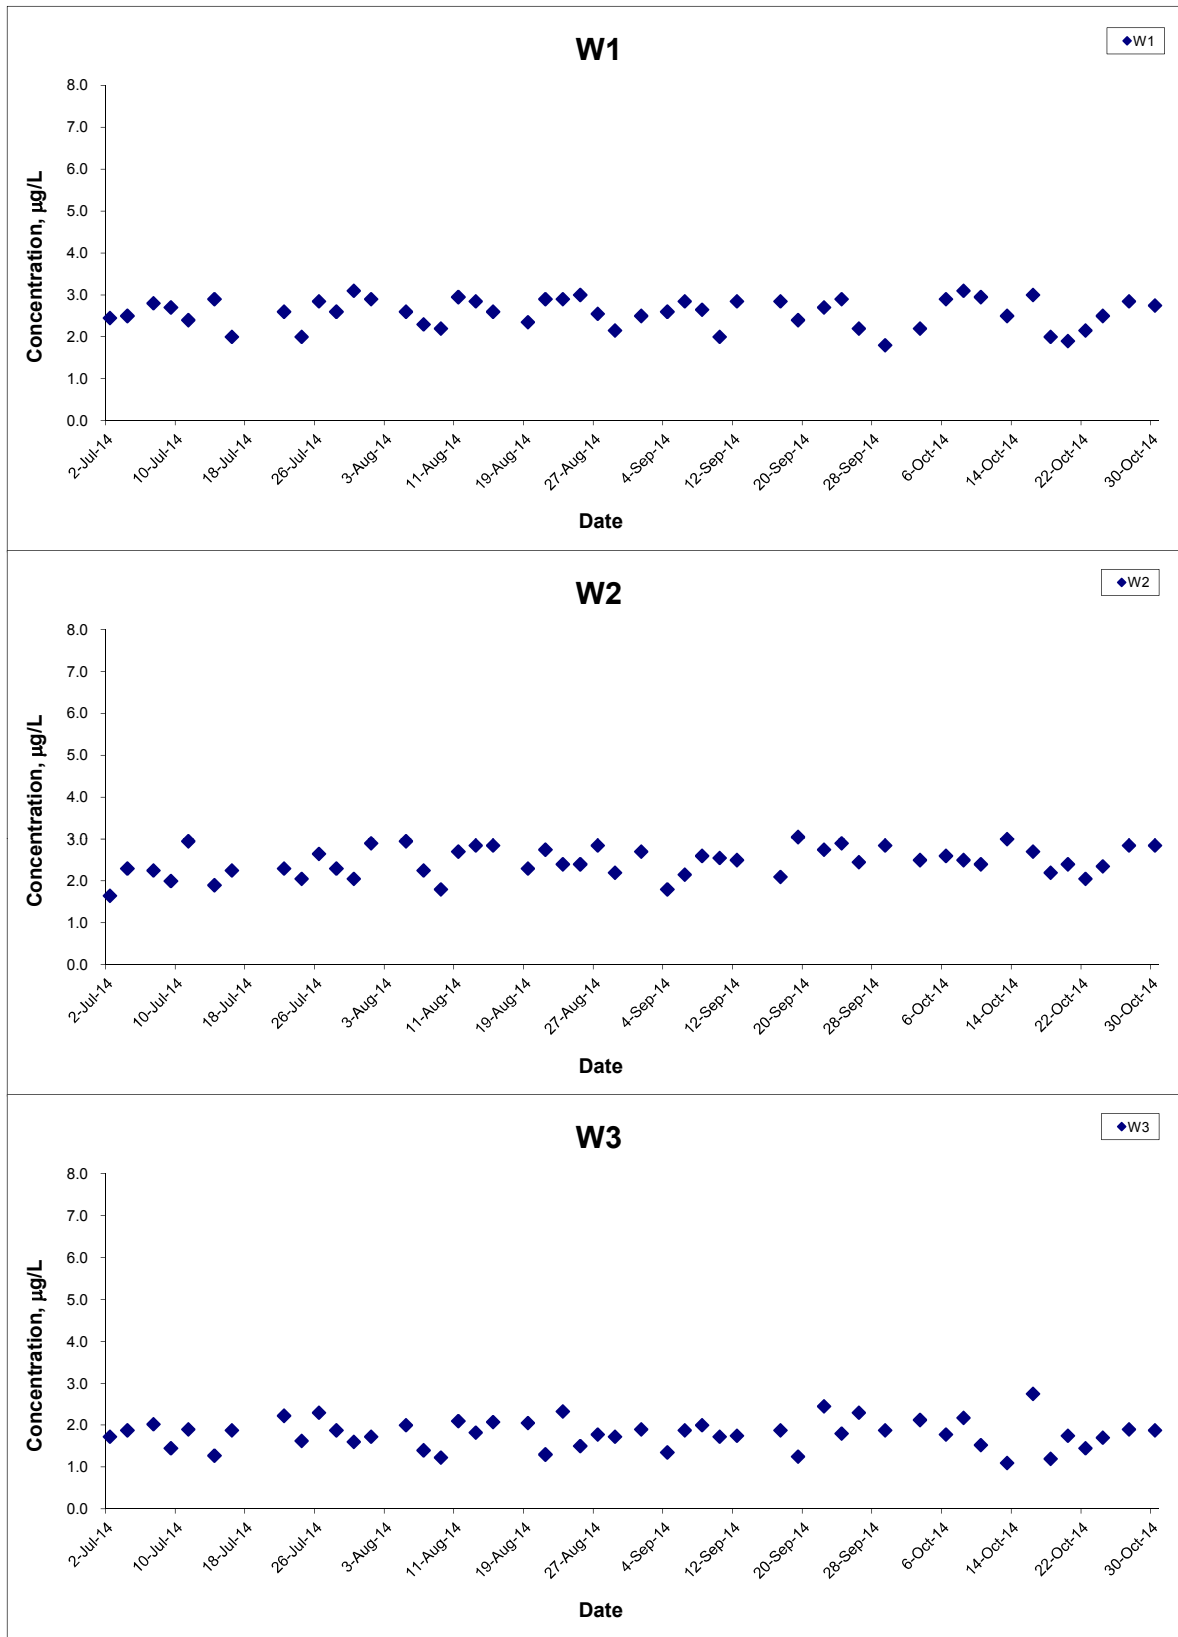 W1
W1
8.0
7.0
6.0
5.0
4.0
3.0
2.0
1.0
0.0
Concentration, µg/L
2-Jul-14
10-Jul-14
18-Jul-14
26-Jul-14
3-Aug-14
11-Aug-14
19-Aug-14
27-Aug-14
4-Sep-14
12-Sep-14
20-Sep-14
28-Sep-14
6-Oct-14
14-Oct-14
22-Oct-14
30-Oct-14
Date
W2
W2
8.0
7.0
6.0
5.0
4.0
3.0
2.0
1.0
0.0
Concentration, µg/L
2-Jul-14
10-Jul-14
18-Jul-14
26-Jul-14
3-Aug-14
11-Aug-14
19-Aug-14
27-Aug-14
4-Sep-14
12-Sep-14
20-Sep-14
28-Sep-14
6-Oct-14
14-Oct-14
22-Oct-14
30-Oct-14
Date
W3
W3
8.0
7.0
6.0
5.0
4.0
3.0
2.0
1.0
0.0
Concentration, µg/L
2-Jul-14
10-Jul-14
18-Jul-14
26-Jul-14
3-Aug-14
11-Aug-14
19-Aug-14
27-Aug-14
4-Sep-14
12-Sep-14
20-Sep-14
28-Sep-14
6-Oct-14
14-Oct-14
22-Oct-14
30-Oct-14
Date